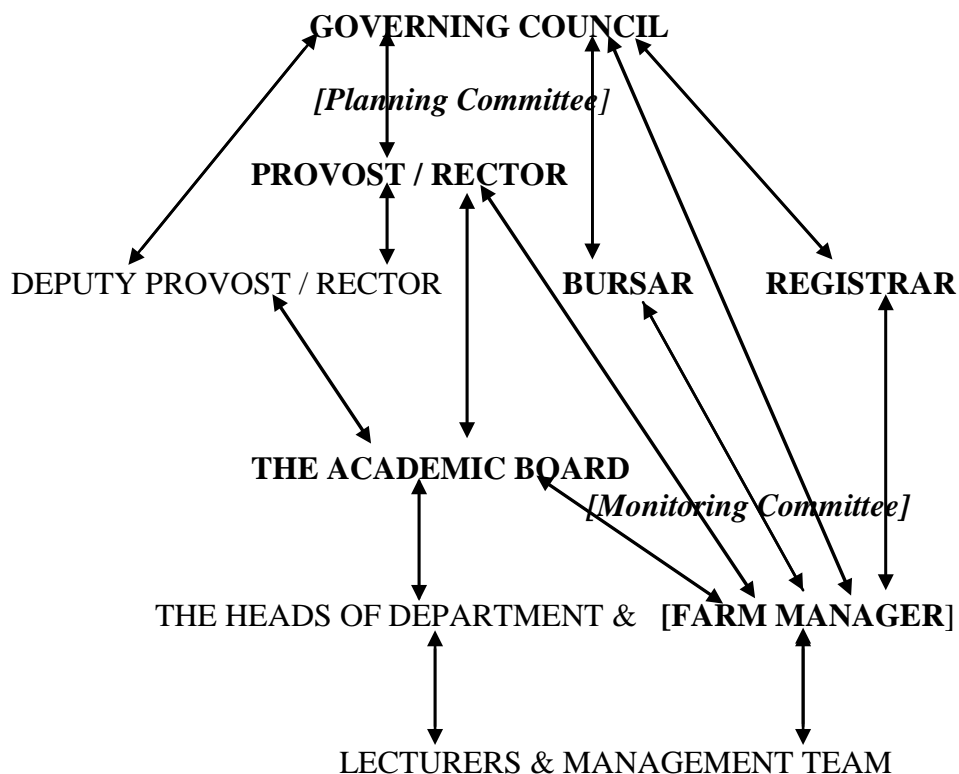 GOVERNING COUNCIL
[Planning Committee]
PROVOST / RECTOR
DEPUTY PROVOST / RECTOR BURSAR REGISTRAR
THE ACADEMIC BOARD
[Monitoring Committee]
THE HEADS OF DEPARTMENT & [FARM MANAGER]
LECTURERS & MANAGEMENT TEAM